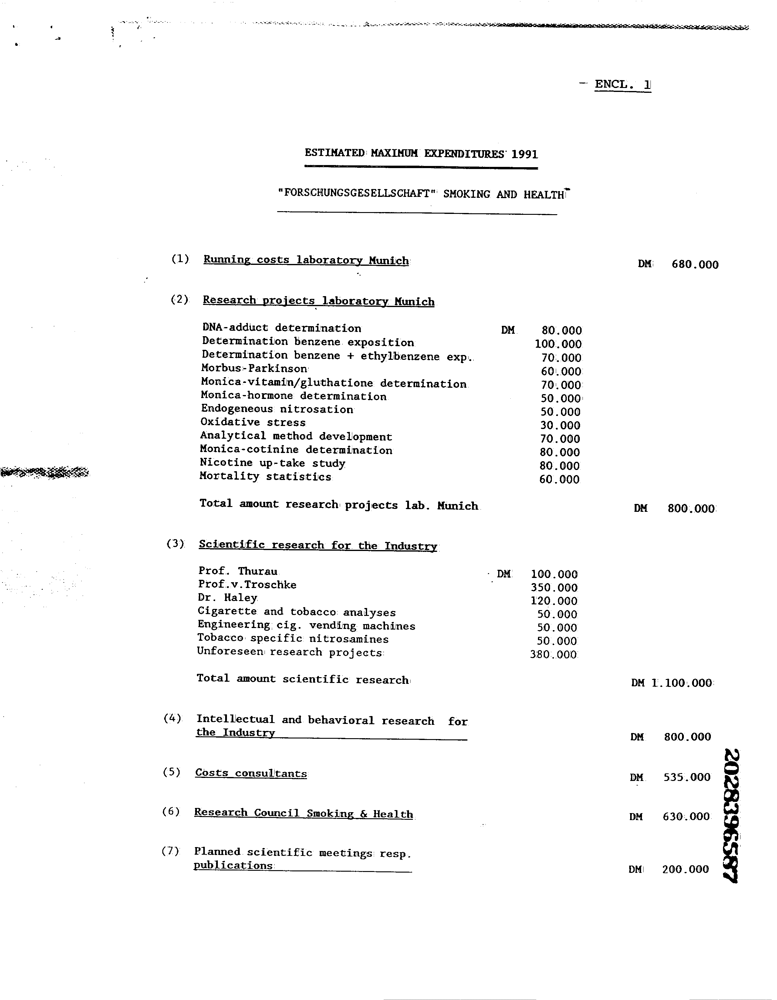 - ENCL. 1
ESTIMATED MAXIMUM EXPENDITURES 1991
"FORSCHUNGSGESELLSCHAFT" SMOKING AND HEALTH
(1) Running costs laboratory Munich DM 680.000
(2) Research projects laboratory Munich
DNA-adduct determination DM 80.000
Determination benzene exposition 100.000
Determination benzene + ethylbenzene exp. 70.000
Morbus-Parkinson 60.000
Monica-vitamin/gluthatione determination 70.000
Monica-hormone determination 50.000
Endogeneous nitrosation 50.000
Oxidative stress 30.000
Analytical method development 70.000
Monica-cotinine determination 80.000
Nicotine up-take study 80.000
Mortality statistics 60.000
Total amount research projects lab. Munich DM 800.000
(3) Scientific research for the Industry
Prof. Thurau DM 100.000
Prof.v.Troschke 350.000
Dr. Haley 120.000
Cigarette and tobacco analyses 50.000
Engineering cig. vending machines 50.000
Tobacco specific nitrosamines 50.000
Unforeseen research projects 380.000
Total amount scientific research DM 1.100.000
(4) Intellectual and behavioral research for
the Industry DM 800.000
(5) Costs consultants DM 535.000
(6) Research Council Smoking & Health DM 630.000
(7) Planned scientific meetings resp.
publications DM 200.000
2028396587